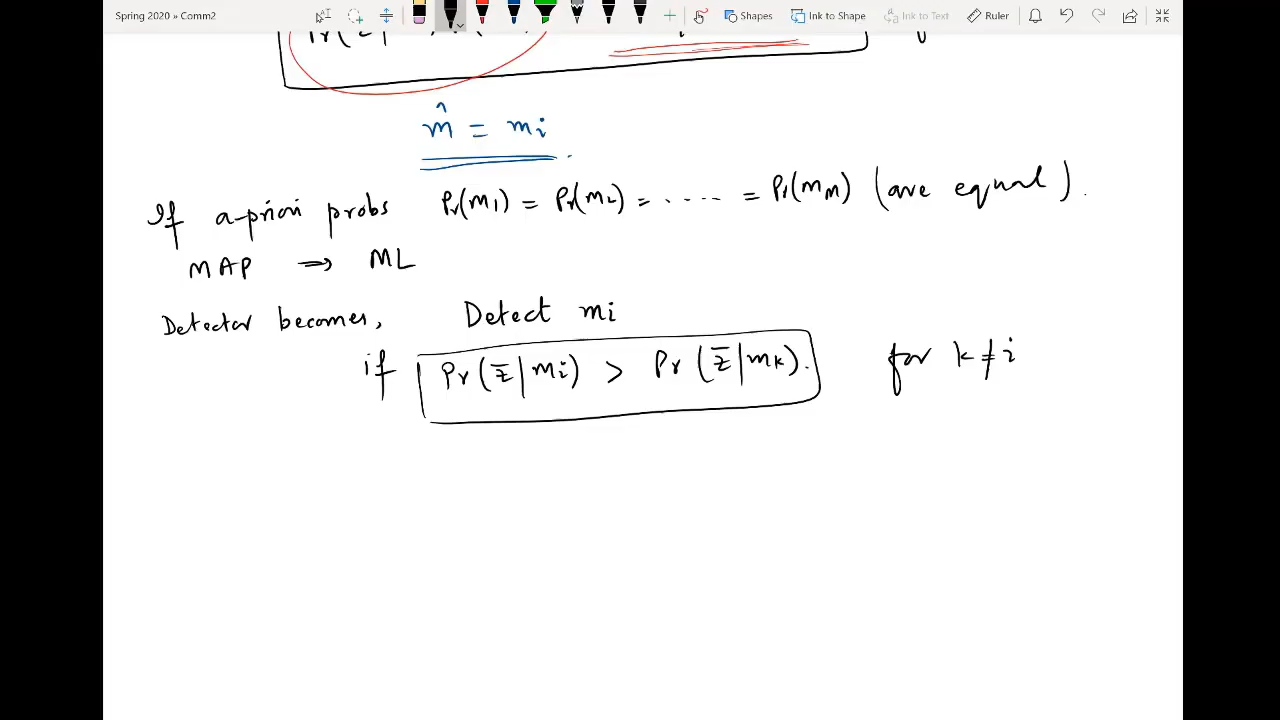 Spring 2020 » Comm2
Shapes
Ink to Shape
Ink to Text
Ruler
m̂ = mi
If a-priori probs Pr(m1) = Pr(m2) = ...... = Pr(mM) (are equal).
MAP → ML
Detector becomes, Detect mi
if Pr(z̄|mi) > Pr(z̄|mk). for k≠i